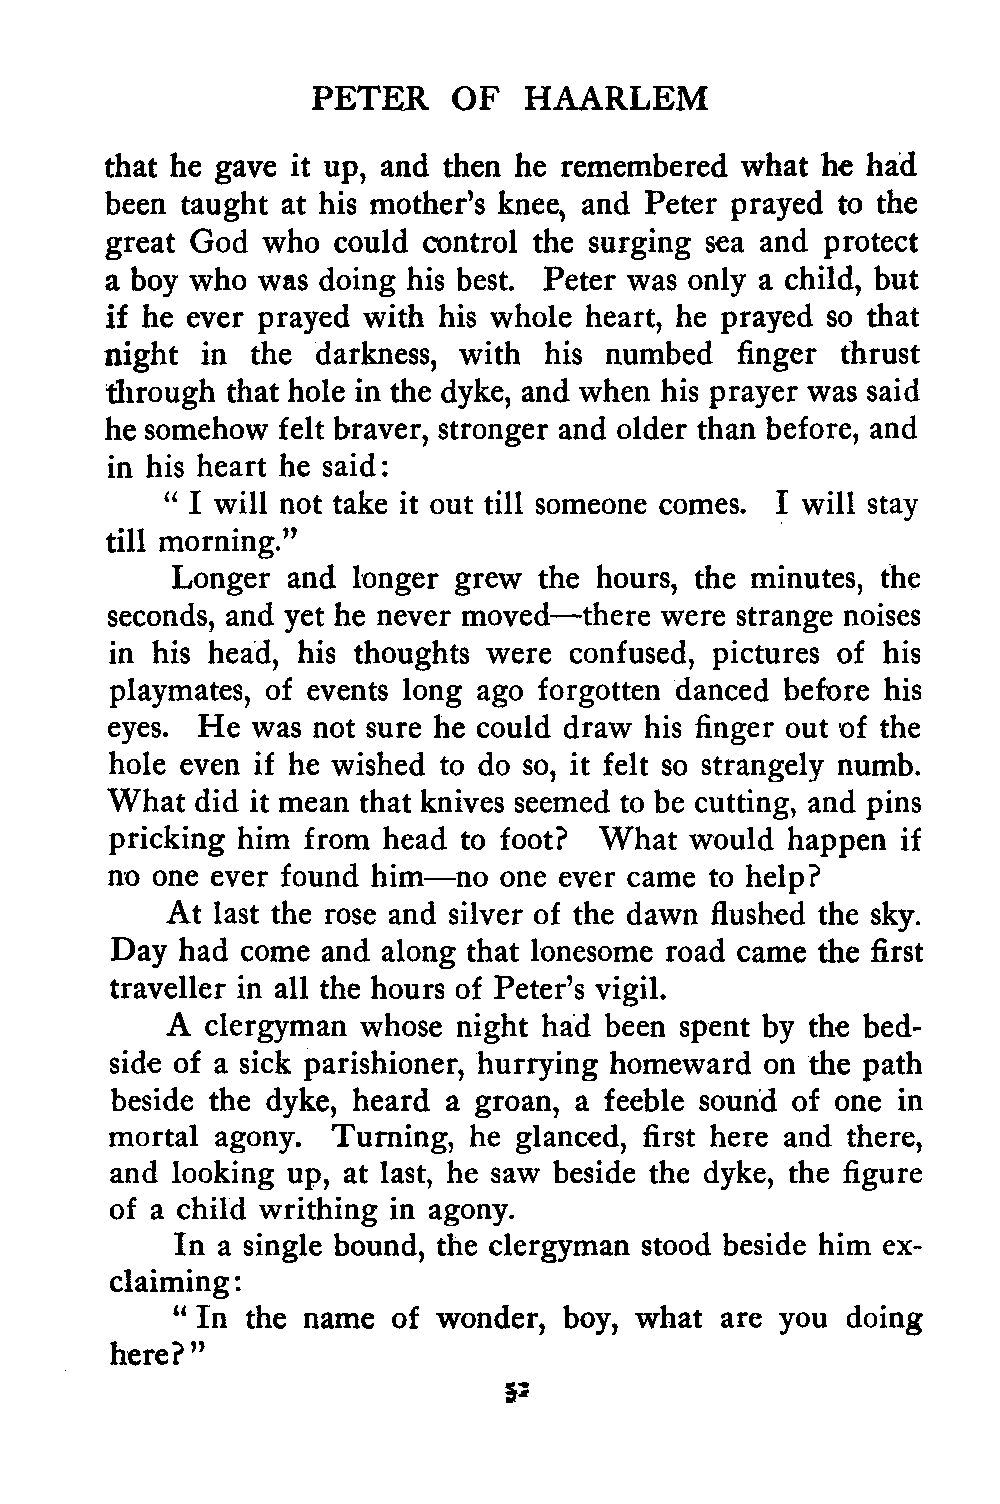 PETER OF HAARLEM
that he gave it up, and then he remembered what he had
been taught at his mother's knee, and Peter prayed to the
great God who could control the surging sea and protect
a boy who was doing his best. Peter was only a child, but
if he ever prayed with his whole heart, he prayed so that
night in the darkness, with his numbed finger thrust
through that hole in the dyke, and when his prayer was said
he somehow felt braver, stronger and older than before, and
in his heart he said:
" I will not take it out till someone comes. I will stay
till morning."
Longer and longer grew the hours, the minutes, the
seconds, and yet he never moved—there were strange noises
in his head, his thoughts were confused, pictures of his
playmates, of events long ago forgotten danced before his
eyes. He was not sure he could draw his finger out of the
hole even if he wished to do so, it felt so strangely numb.
What did it mean that knives seemed to be cutting, and pins
pricking him from head to foot? What would happen if
no one ever found him—no one ever came to help?
At last the rose and silver of the dawn flushed the sky.
Day had come and along that lonesome road came the first
traveller in all the hours of Peter's vigil.
A clergyman whose night had been spent by the bed-
side of a sick parishioner, hurrying homeward on the path
beside the dyke, heard a groan, a feeble sound of one in
mortal agony. Turning, he glanced, first here and there,
and looking up, at last, he saw beside the dyke, the figure
of a child writhing in agony.
In a single bound, the clergyman stood beside him ex-
claiming:
" In the name of wonder, boy, what are you doing
here? "